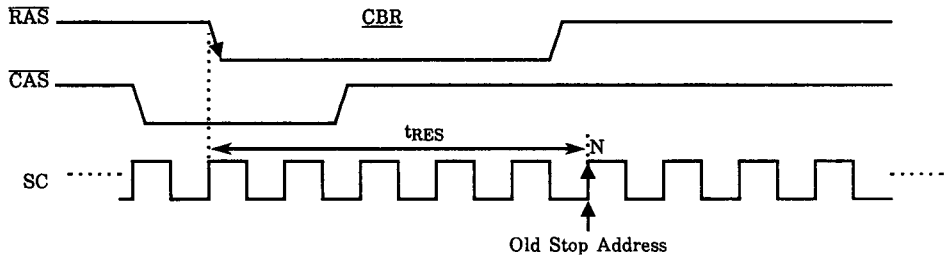 RAS
CBR
CAS
tRES
N
SC
Old Stop Address